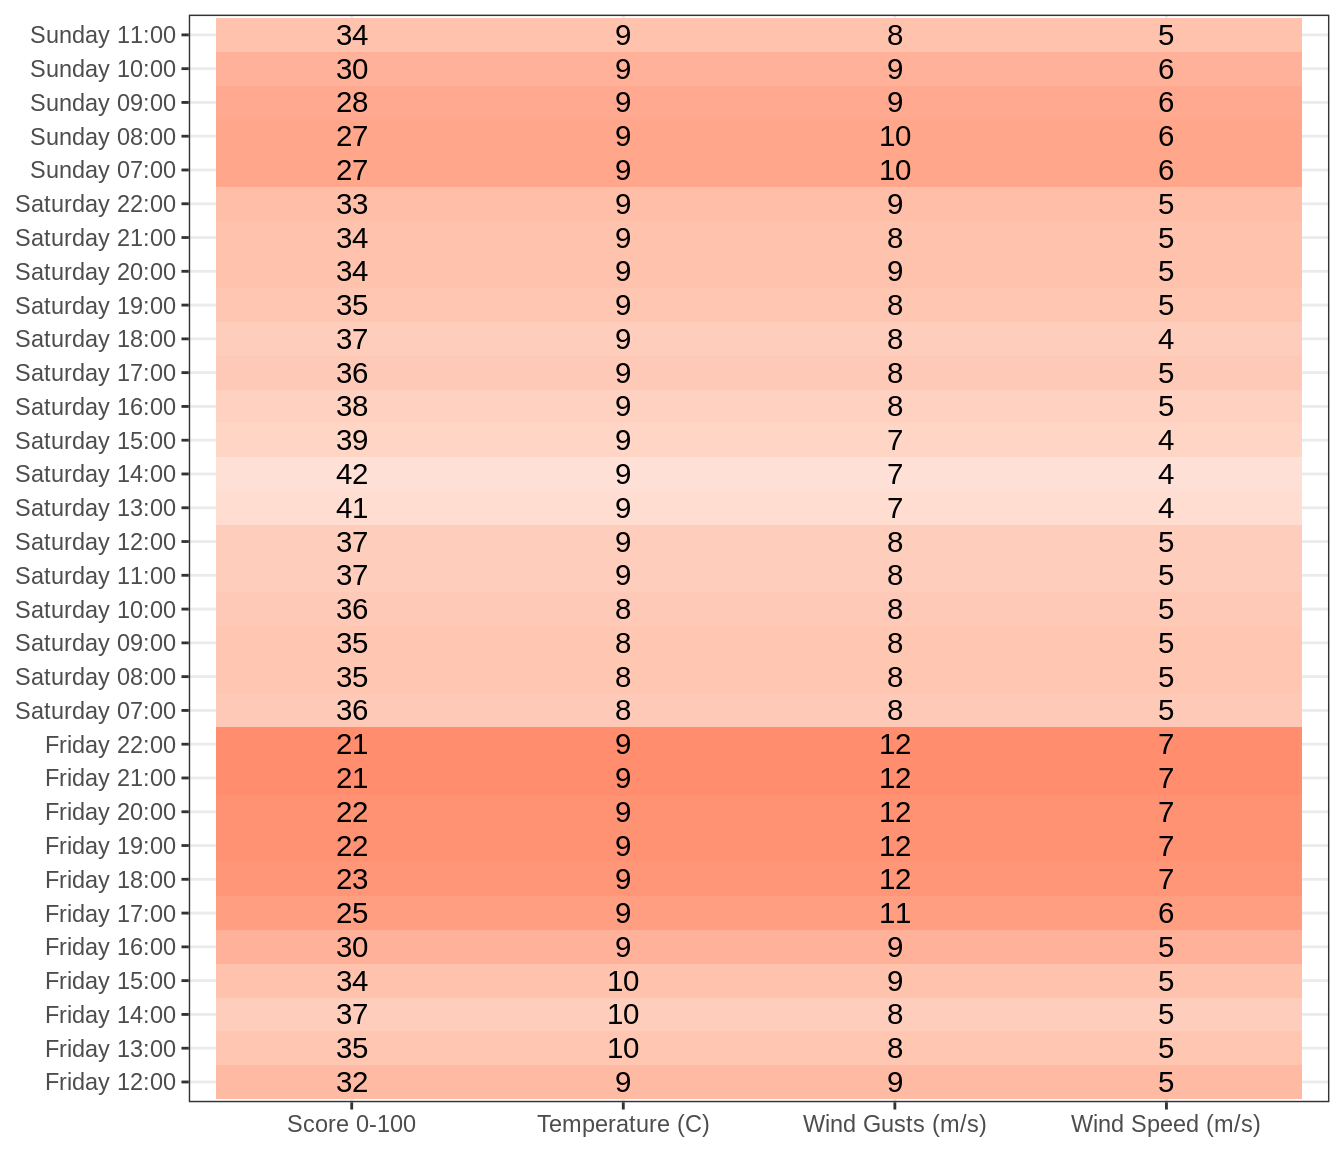 Sunday 11:00 34 9 8 5
Sunday 10:00 30 9 9 6
Sunday 09:00 28 9 9 6
Sunday 08:00 27 9 10 6
Sunday 07:00 27 9 10 6
Saturday 22:00 33 9 9 5
Saturday 21:00 34 9 8 5
Saturday 20:00 34 9 9 5
Saturday 19:00 35 9 8 5
Saturday 18:00 37 9 8 4
Saturday 17:00 36 9 8 5
Saturday 16:00 38 9 8 5
Saturday 15:00 39 9 7 4
Saturday 14:00 42 9 7 4
Saturday 13:00 41 9 7 4
Saturday 12:00 37 9 8 5
Saturday 11:00 37 9 8 5
Saturday 10:00 36 8 8 5
Saturday 09:00 35 8 8 5
Saturday 08:00 35 8 8 5
Saturday 07:00 36 8 8 5
Friday 22:00 21 9 12 7
Friday 21:00 21 9 12 7
Friday 20:00 22 9 12 7
Friday 19:00 22 9 12 7
Friday 18:00 23 9 12 7
Friday 17:00 25 9 11 6
Friday 16:00 30 9 9 5
Friday 15:00 34 10 9 5
Friday 14:00 37 10 8 5
Friday 13:00 35 10 8 5
Friday 12:00 32 9 9 5
Score 0-100 Temperature (C) Wind Gusts (m/s) Wind Speed (m/s)